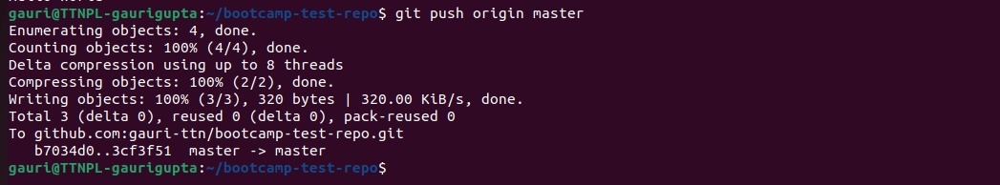 gauri@TTNPL-gaurigupta:~/bootcamp-test-repo$ git push origin master
Enumerating objects: 4, done.
Counting objects: 100% (4/4), done.
Delta compression using up to 8 threads
Compressing objects: 100% (2/2), done.
Writing objects: 100% (3/3), 320 bytes | 320.00 KiB/s, done.
Total 3 (delta 0), reused 0 (delta 0), pack-reused 0
To github.com:gauri-ttn/bootcamp-test-repo.git
   b7034d0..3cf3f51  master -> master
gauri@TTNPL-gaurigupta:~/bootcamp-test-repo$